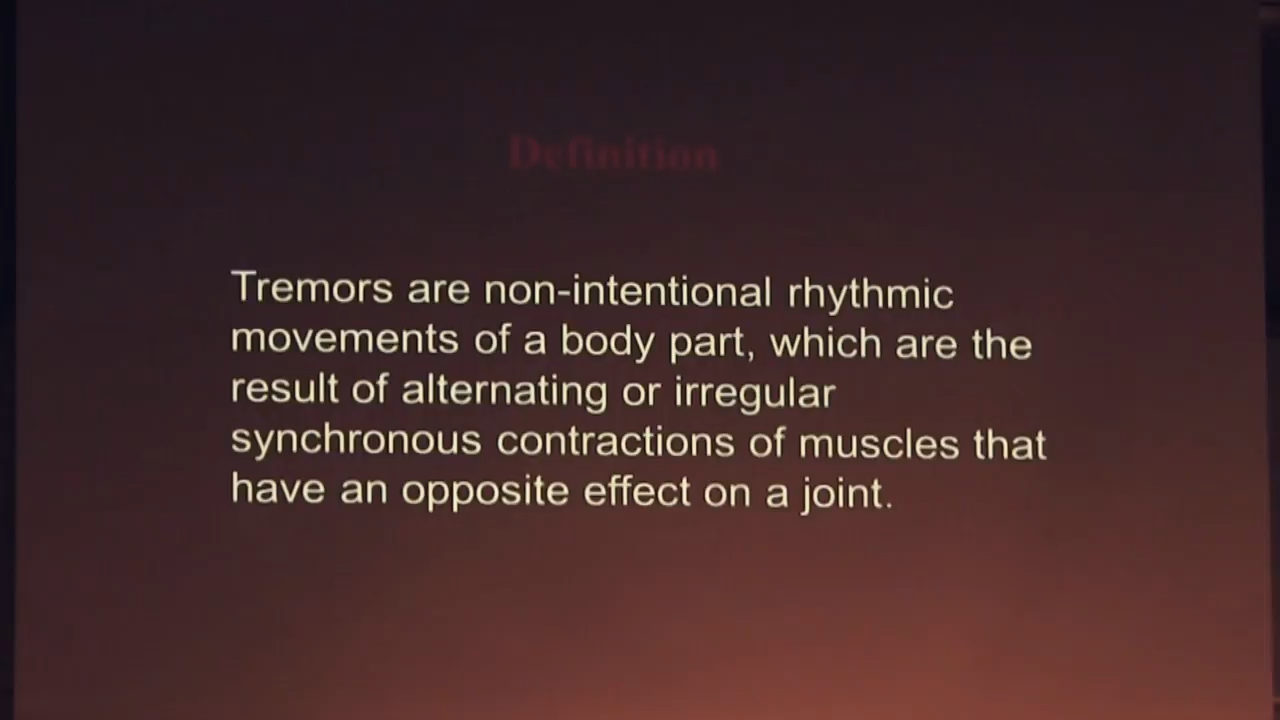 Definition
Tremors are non-intentional rhythmic
movements of a body part, which are the
result of alternating or irregular
synchronous contractions of muscles that
have an opposite effect on a joint.